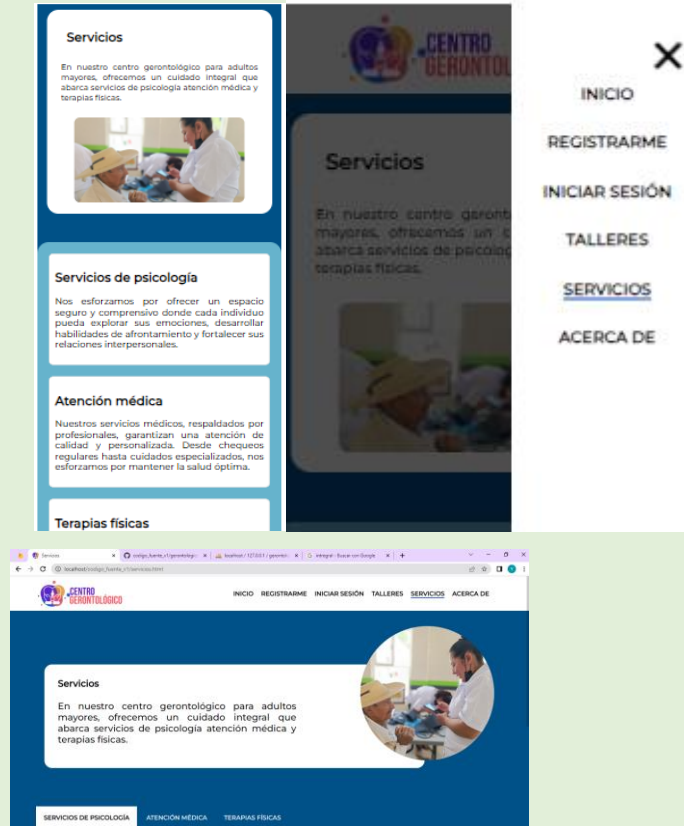 Servicios
En nuestro centro gerontológico para adultos
mayores, ofrecemos un cuidado integral que
abarca servicios de psicología atención médica y
terapias físicas.
Servicios de psicología
Nos esforzamos por ofrecer un espacio
seguro y comprensivo donde cada individuo
pueda explorar sus emociones, desarrollar
habilidades de afrontamiento y fortalecer sus
relaciones interpersonales.
Atención médica
Nuestros servicios médicos, respaldados por
profesionales, garantizan una atención de
calidad y personalizada. Desde chequeos
regulares hasta cuidados especializados, nos
esforzamos por mantener la salud óptima.
Terapias físicas
CENTRO
GERONTOL
Servicios
En nuestro centro geront
mayores, ofrecemos un c
abarca servicios de psicolog
terapias físicas.
INICIO
REGISTRARME
INICIAR SESIÓN
TALLERES
SERVICIOS
ACERCA DE
Servicios
localhost/codigo_fuente_v1/servicios.html
CENTRO
GERONTOLÓGICO
INICIO REGISTRARME INICIAR SESIÓN TALLERES SERVICIOS ACERCA DE
Servicios
En nuestro centro gerontológico para adultos
mayores, ofrecemos un cuidado integral que
abarca servicios de psicología atención médica y
terapias físicas.
SERVICIOS DE PSICOLOGÍA ATENCIÓN MÉDICA TERAPIAS FÍSICAS